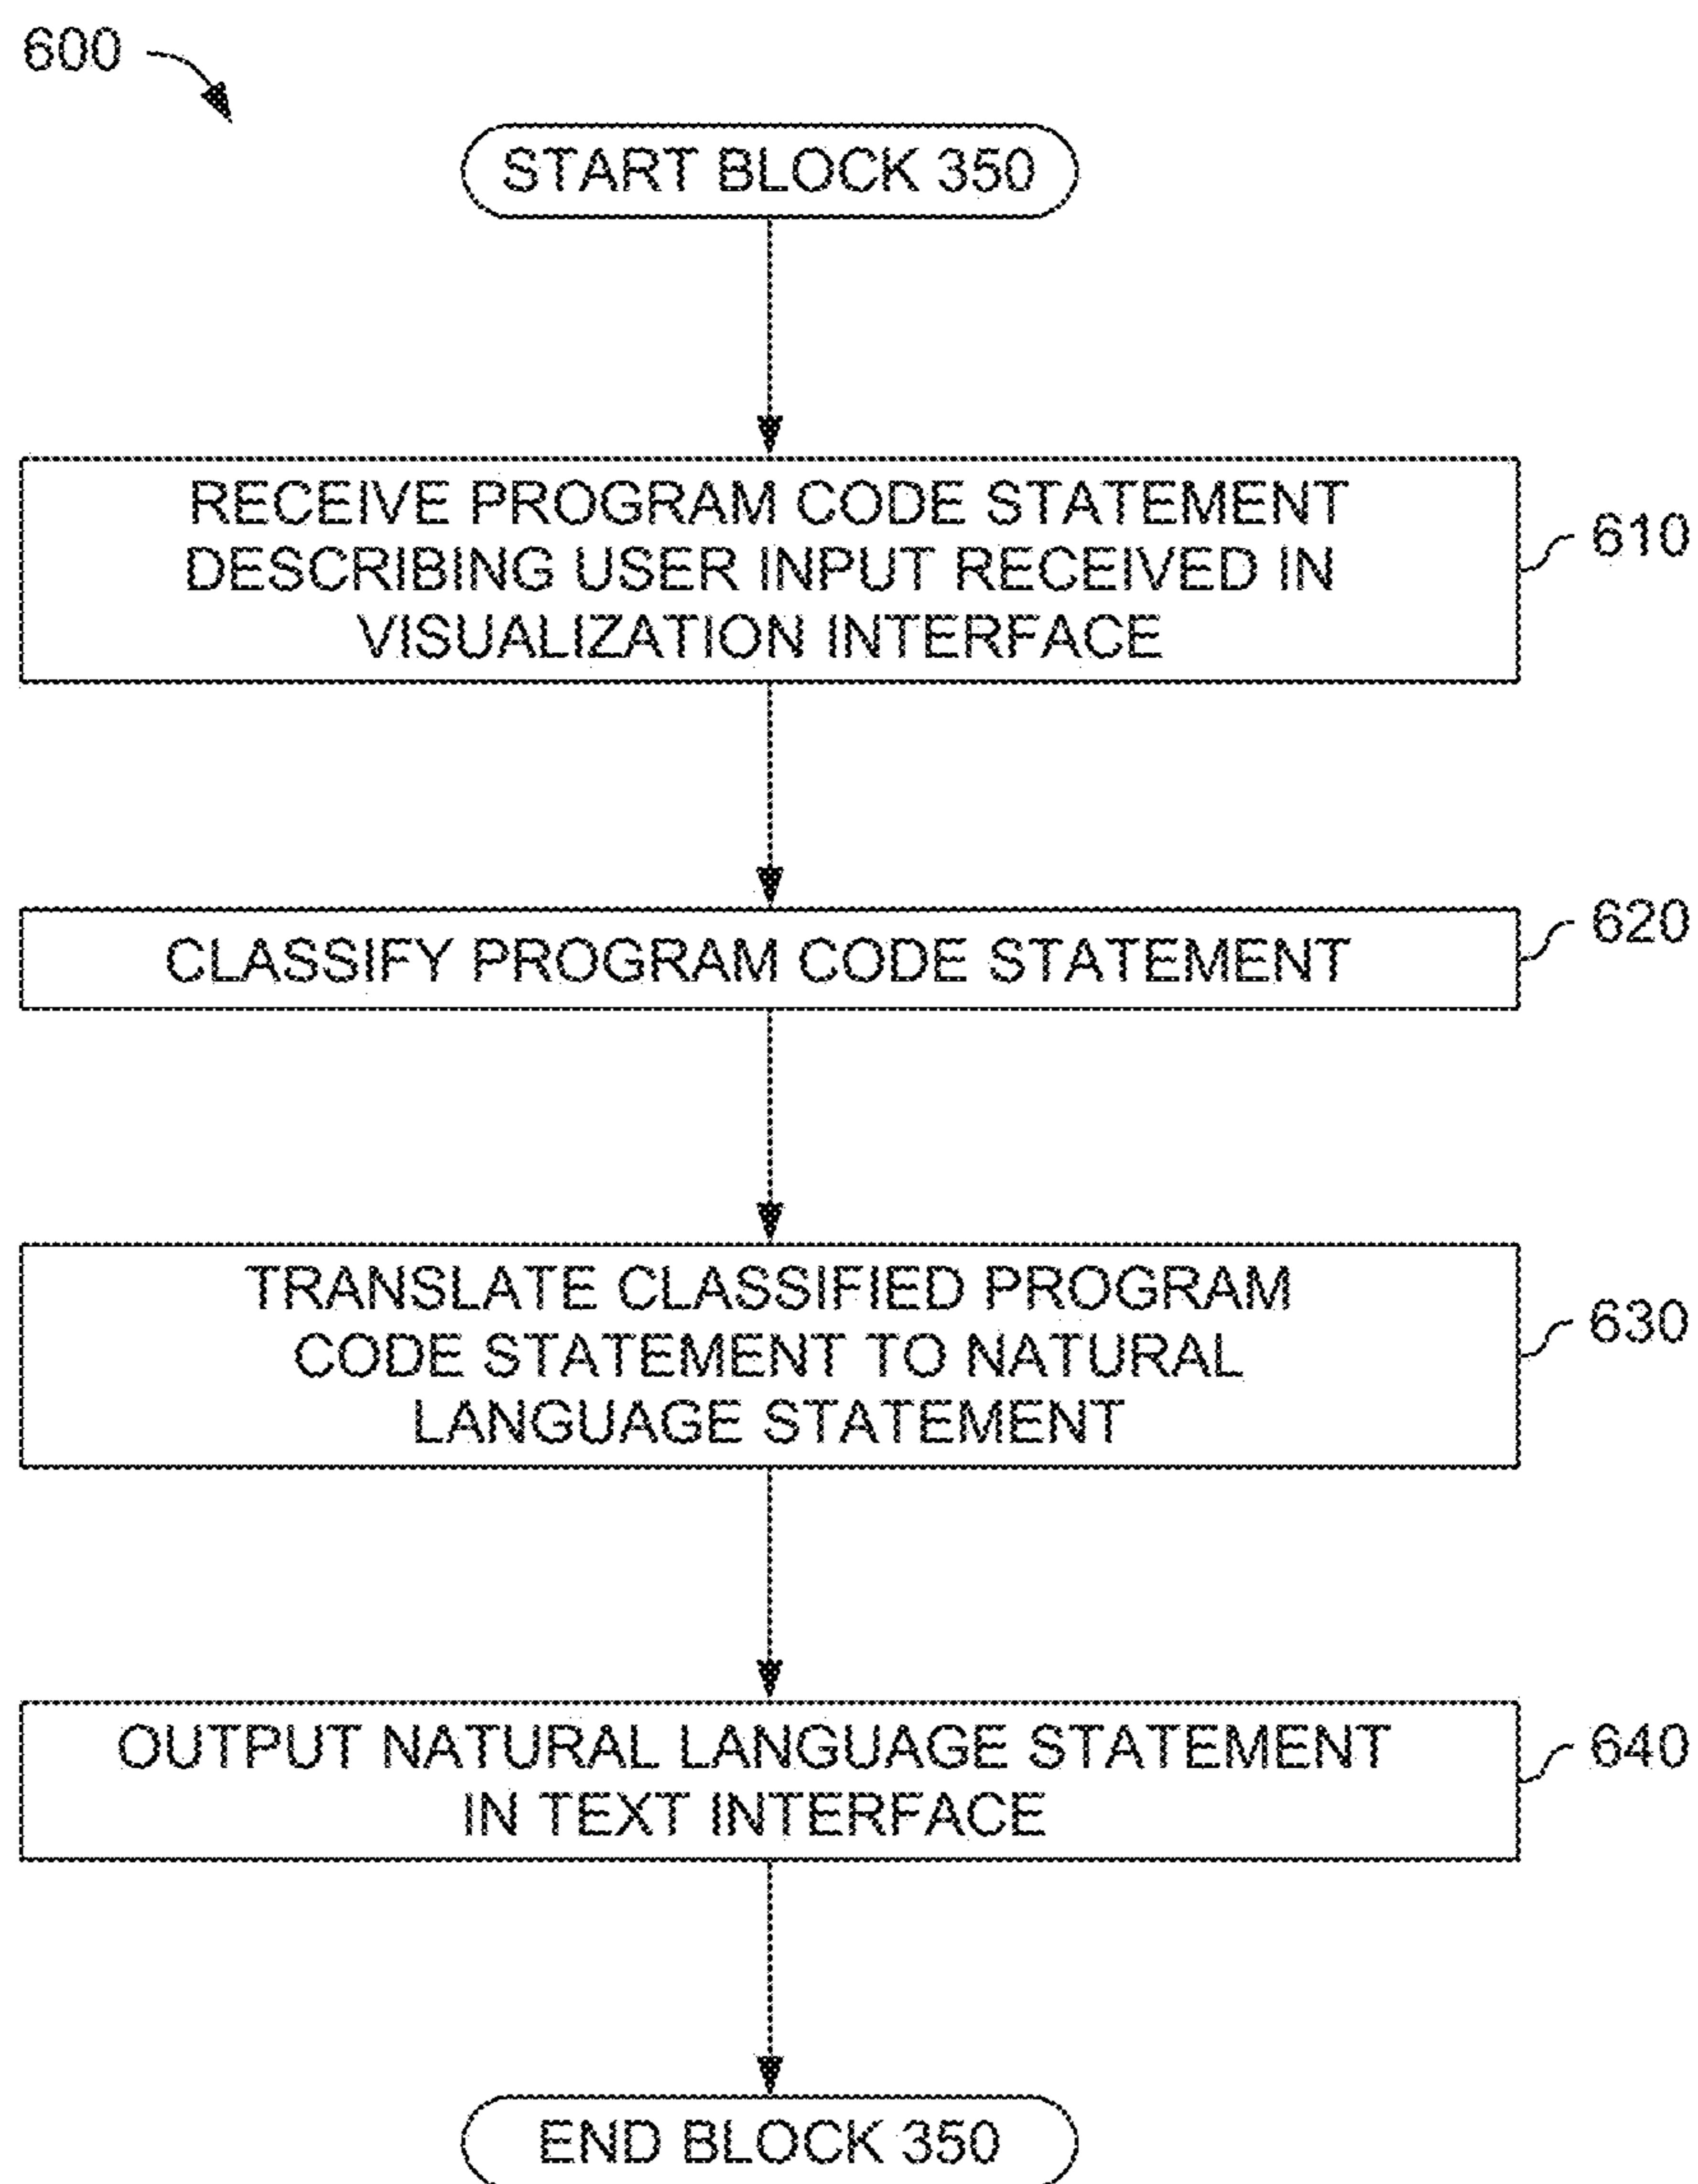 600
START BLOCK 350
RECEIVE PROGRAM CODE STATEMENT
DESCRIBING USER INPUT RECEIVED IN
VISUALIZATION INTERFACE
610
CLASSIFY PROGRAM CODE STATEMENT
620
TRANSLATE CLASSIFIED PROGRAM
CODE STATEMENT TO NATURAL
LANGUAGE STATEMENT
630
OUTPUT NATURAL LANGUAGE STATEMENT
IN TEXT INTERFACE
640
END BLOCK 350